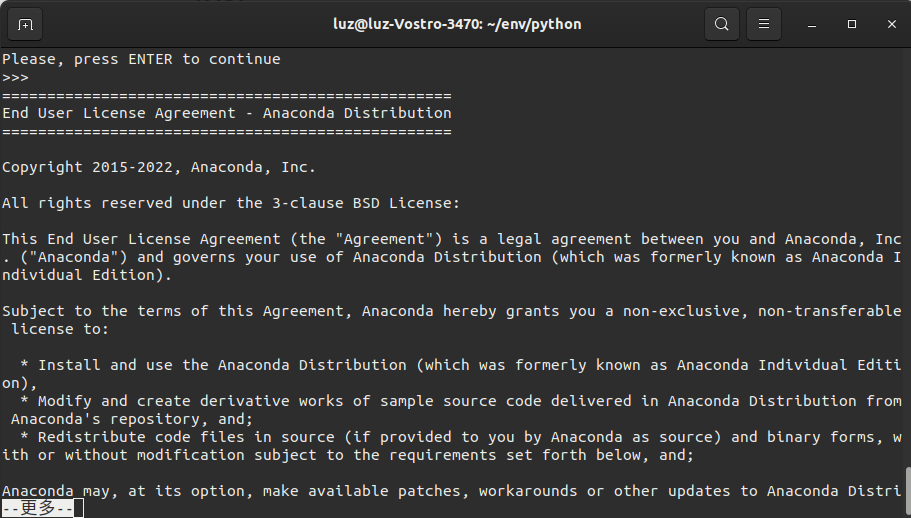 luz@luz-Vostro-3470: ~/env/python
Please, press ENTER to continue
>>>
==================================================
End User License Agreement - Anaconda Distribution
==================================================
Copyright 2015-2022, Anaconda, Inc.
All rights reserved under the 3-clause BSD License:
This End User License Agreement (the "Agreement") is a legal agreement between you and Anaconda, Inc
. ("Anaconda") and governs your use of Anaconda Distribution (which was formerly known as Anaconda I
ndividual Edition).
Subject to the terms of this Agreement, Anaconda hereby grants you a non-exclusive, non-transferable
 license to:
  * Install and use the Anaconda Distribution (which was formerly known as Anaconda Individual Editi
on),
  * Modify and create derivative works of sample source code delivered in Anaconda Distribution from
 Anaconda's repository, and;
  * Redistribute code files in source (if provided to you by Anaconda as source) and binary forms, w
ith or without modification subject to the requirements set forth below, and;
Anaconda may, at its option, make available patches, workarounds or other updates to Anaconda Distri
--更多--